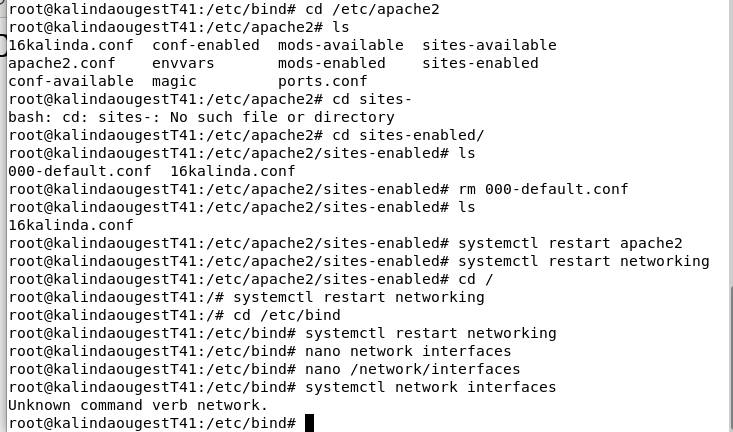 root@kalindaougestT41:/etc/bind# cd /etc/apache2
root@kalindaougestT41:/etc/apache2# ls
16kalinda.conf  conf-enabled  mods-available  sites-available
apache2.conf    envvars       mods-enabled    sites-enabled
conf-available  magic         ports.conf
root@kalindaougestT41:/etc/apache2# cd sites-
bash: cd: sites-: No such file or directory
root@kalindaougestT41:/etc/apache2# cd sites-enabled/
root@kalindaougestT41:/etc/apache2/sites-enabled# ls
000-default.conf  16kalinda.conf
root@kalindaougestT41:/etc/apache2/sites-enabled# rm 000-default.conf
root@kalindaougestT41:/etc/apache2/sites-enabled# ls
16kalinda.conf
root@kalindaougestT41:/etc/apache2/sites-enabled# systemctl restart apache2
root@kalindaougestT41:/etc/apache2/sites-enabled# systemctl restart networking
root@kalindaougestT41:/etc/apache2/sites-enabled# cd /
root@kalindaougestT41:/# systemctl restart networking
root@kalindaougestT41:/# cd /etc/bind
root@kalindaougestT41:/etc/bind# systemctl restart networking
root@kalindaougestT41:/etc/bind# nano network interfaces
root@kalindaougestT41:/etc/bind# nano /network/interfaces
root@kalindaougestT41:/etc/bind# systemctl network interfaces
Unknown command verb network.
root@kalindaougestT41:/etc/bind#